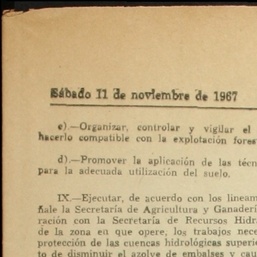 Sábado 11 de noviembre de 1967
c).—Organizar, controlar y vigilar el
hacerlo compatible con la explotación fores
d).—Promover la aplicación de las técn
para la adecuada utilización del suelo.
IX.—Ejecutar, de acuerdo con los lineam
ñale la Secretaría de Agricultura y Ganaderí
ración con la Secretaría de Recursos Hidr
de la zona en que opere, los trabajos nece
protección de las cuencas hidrológicas superio
to de disminuir el azolve de embalses y cau